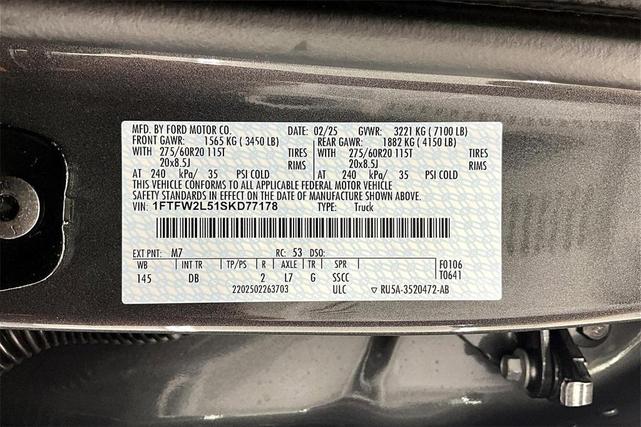 MFD. BY FORD MOTOR CO. DATE: 02/25 GVWR: 3221 KG ( 7100 LB)
FRONT GAWR: 1565 KG ( 3450 LB) REAR GAWR: 1882 KG ( 4150 LB)
WITH 275/60R20 115T TIRES WITH 275/60R20 115T TIRES
20x8.5J RIMS 20x8.5J RIMS
AT 240 kPa/ 35 PSI COLD AT 240 kPa/ 35 PSI COLD
THIS VEHICLE CONFORMS TO ALL APPLICABLE FEDERAL MOTOR VEHICLE
SAFETY AND THEFT PREVENTION STANDARDS IN EFFECT ON THE DATE OF MANUFACTURE SHOWN ABOVE.
VIN: 1FTFW2L51SKD77178 TYPE: Truck
EXT PNT: M7 RC: 53 DSO:
WB TYPE/GVW INT TR TP/PS R AXLE TR SPR F0106
145 DB 2 L7 G SSCC T0641
2202502263703 ULC ▽ RU5A-3520472-AB